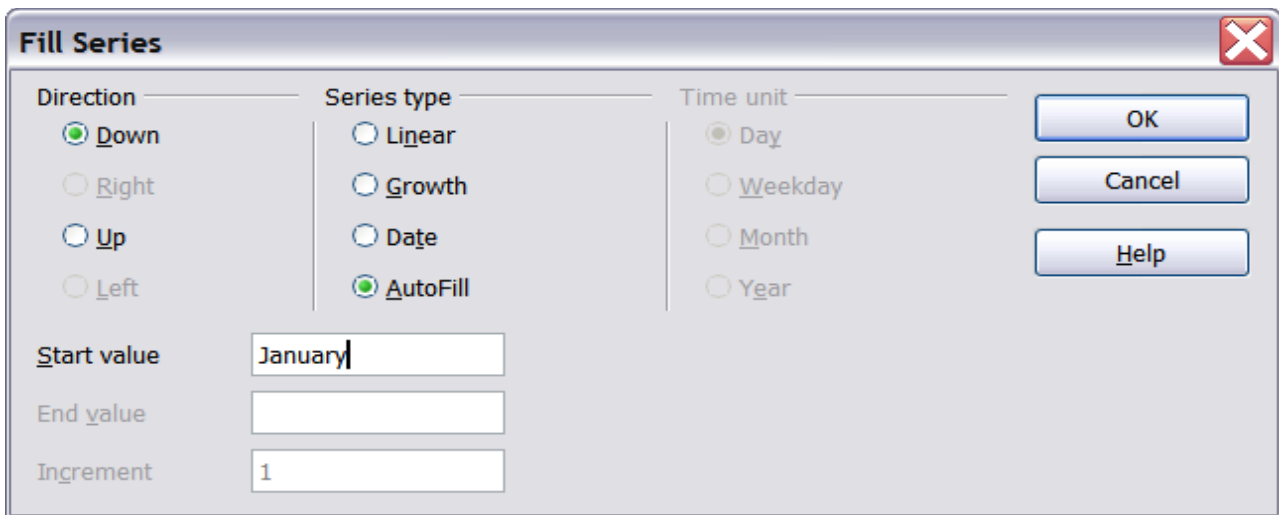 Fill Series
Direction Series type Time unit
Down Linear Day OK
Right Growth Weekday Cancel
Up Date Month Help
Left AutoFill Year
Start value January
End value
Increment 1